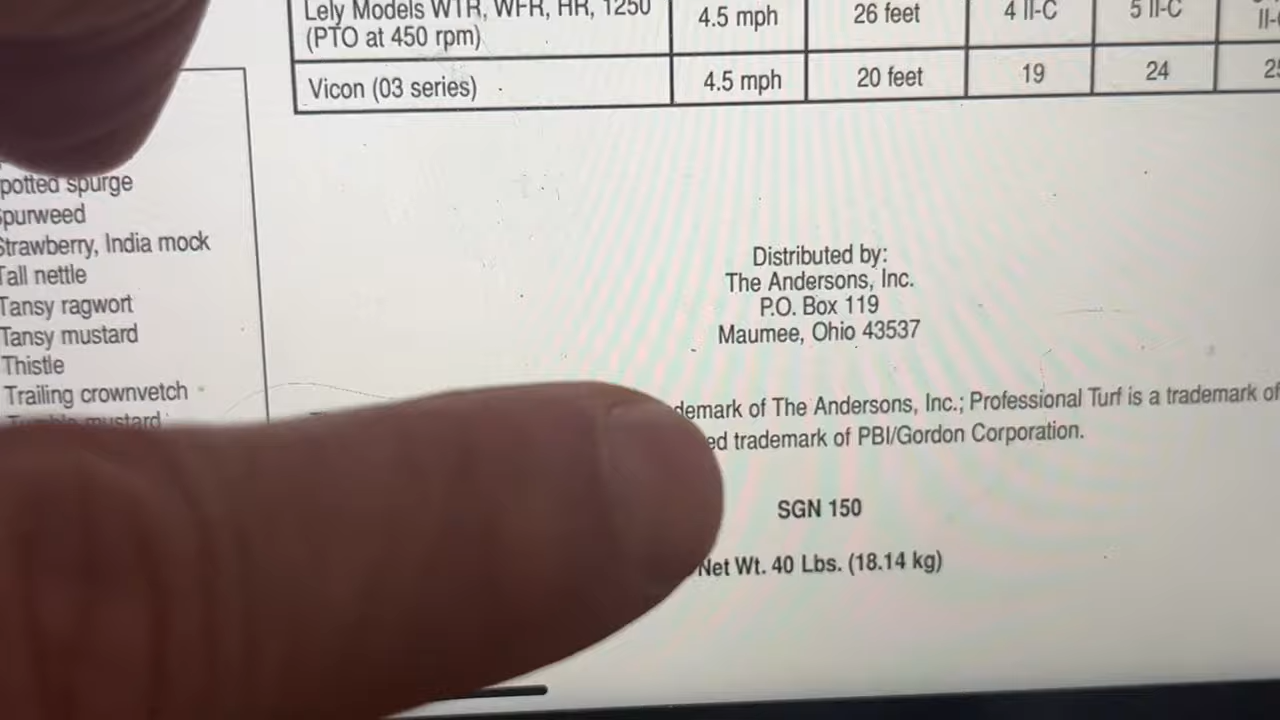 Lely Models WTR, WFR, HR, 1250 4.5 mph 26 feet 4 II-C 5 II-C
(PTO at 450 rpm)
Vicon (03 series) 4.5 mph 20 feet 19 24
potted spurge
Spurweed
Strawberry, India mock
Tall nettle
Tansy ragwort
Tansy mustard
Thistle
Trailing crownvetch
mustard
Distributed by:
The Andersons, Inc.
P.O. Box 119
Maumee, Ohio 43537
demark of The Andersons, Inc.; Professional Turf is a trademark of
ed trademark of PBI/Gordon Corporation.
SGN 150
Net Wt. 40 Lbs. (18.14 kg)